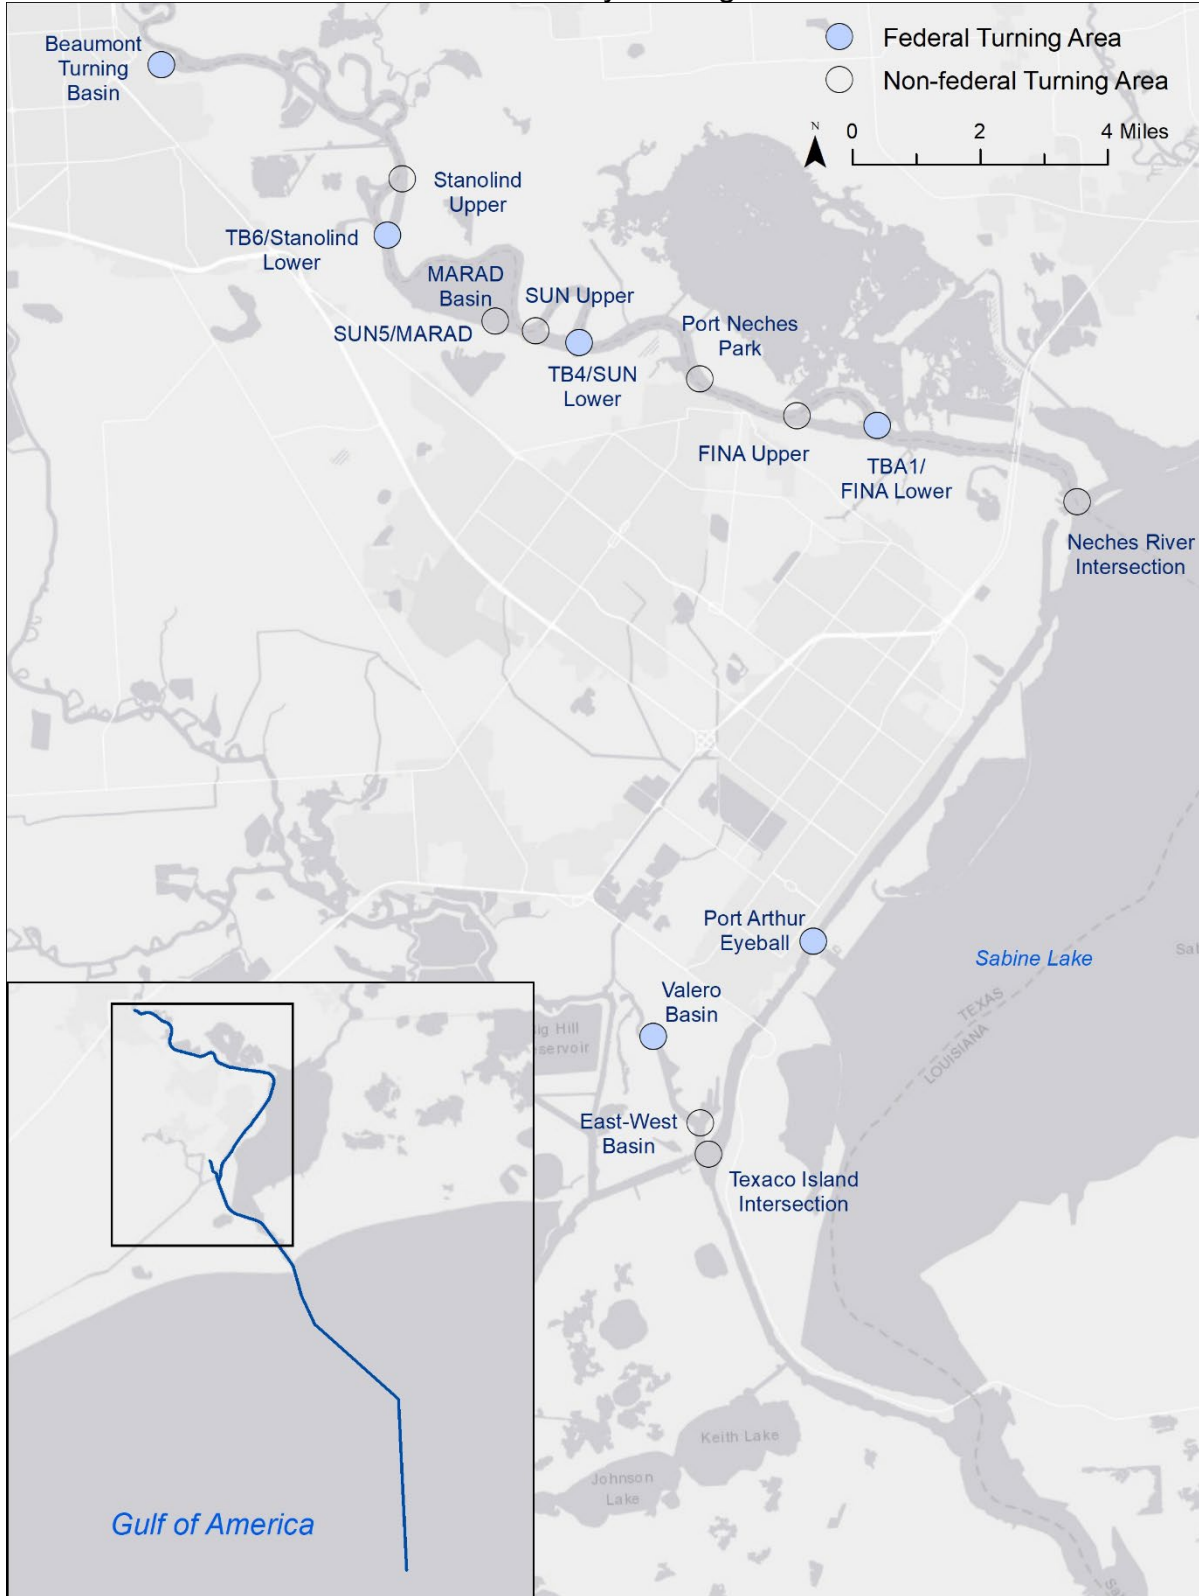 Federal Turning Area
Non-federal Turning Area
N
0 2 4 Miles
Beaumont
Turning
Basin
Stanolind
Upper
TB6/Stanolind
Lower
MARAD
Basin
SUN Upper
SUN5/MARAD
TB4/SUN
Lower
Port Neches
Park
FINA Upper
TBA1/
FINA Lower
Neches River
Intersection
Port Arthur
Eyeball
Sabine Lake
TEXAS
LOUISIANA
Valero
Basin
East-West
Basin
Texaco Island
Intersection
Keith Lake
Johnson
Lake
Gulf of America